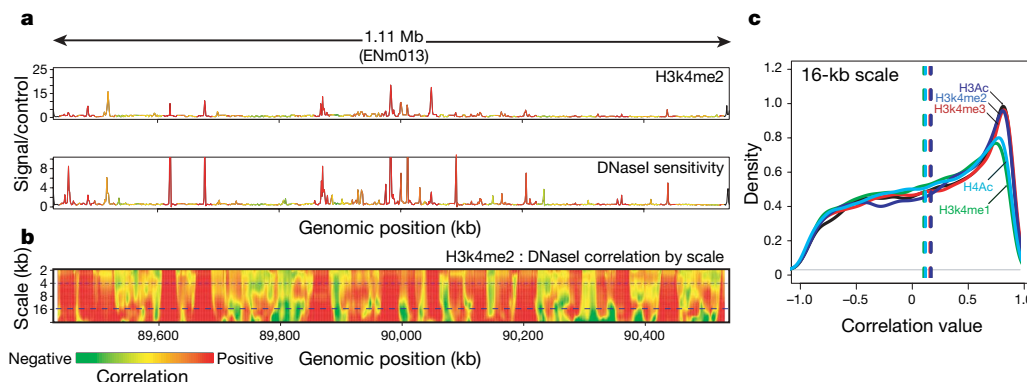 a
1.11 Mb
(ENm013)
Signal/control
25
15
5
0
H3k4me2
8
4
0
DNaseI sensitivity
Genomic position (kb)
b
H3k4me2 : DNaseI correlation by scale
Scale (kb)
2
4
8
16
89,600 89,800 90,000 90,200 90,400
Negative Positive
Genomic position (kb)
Correlation
c
16-kb scale
Density
1.2
1.0
0.8
0.6
0.4
0.2
0
H3Ac
H3k4me2
H3k4me3
H4Ac
H3k4me1
–1.0 –0.5 0 0.5 1.0
Correlation value